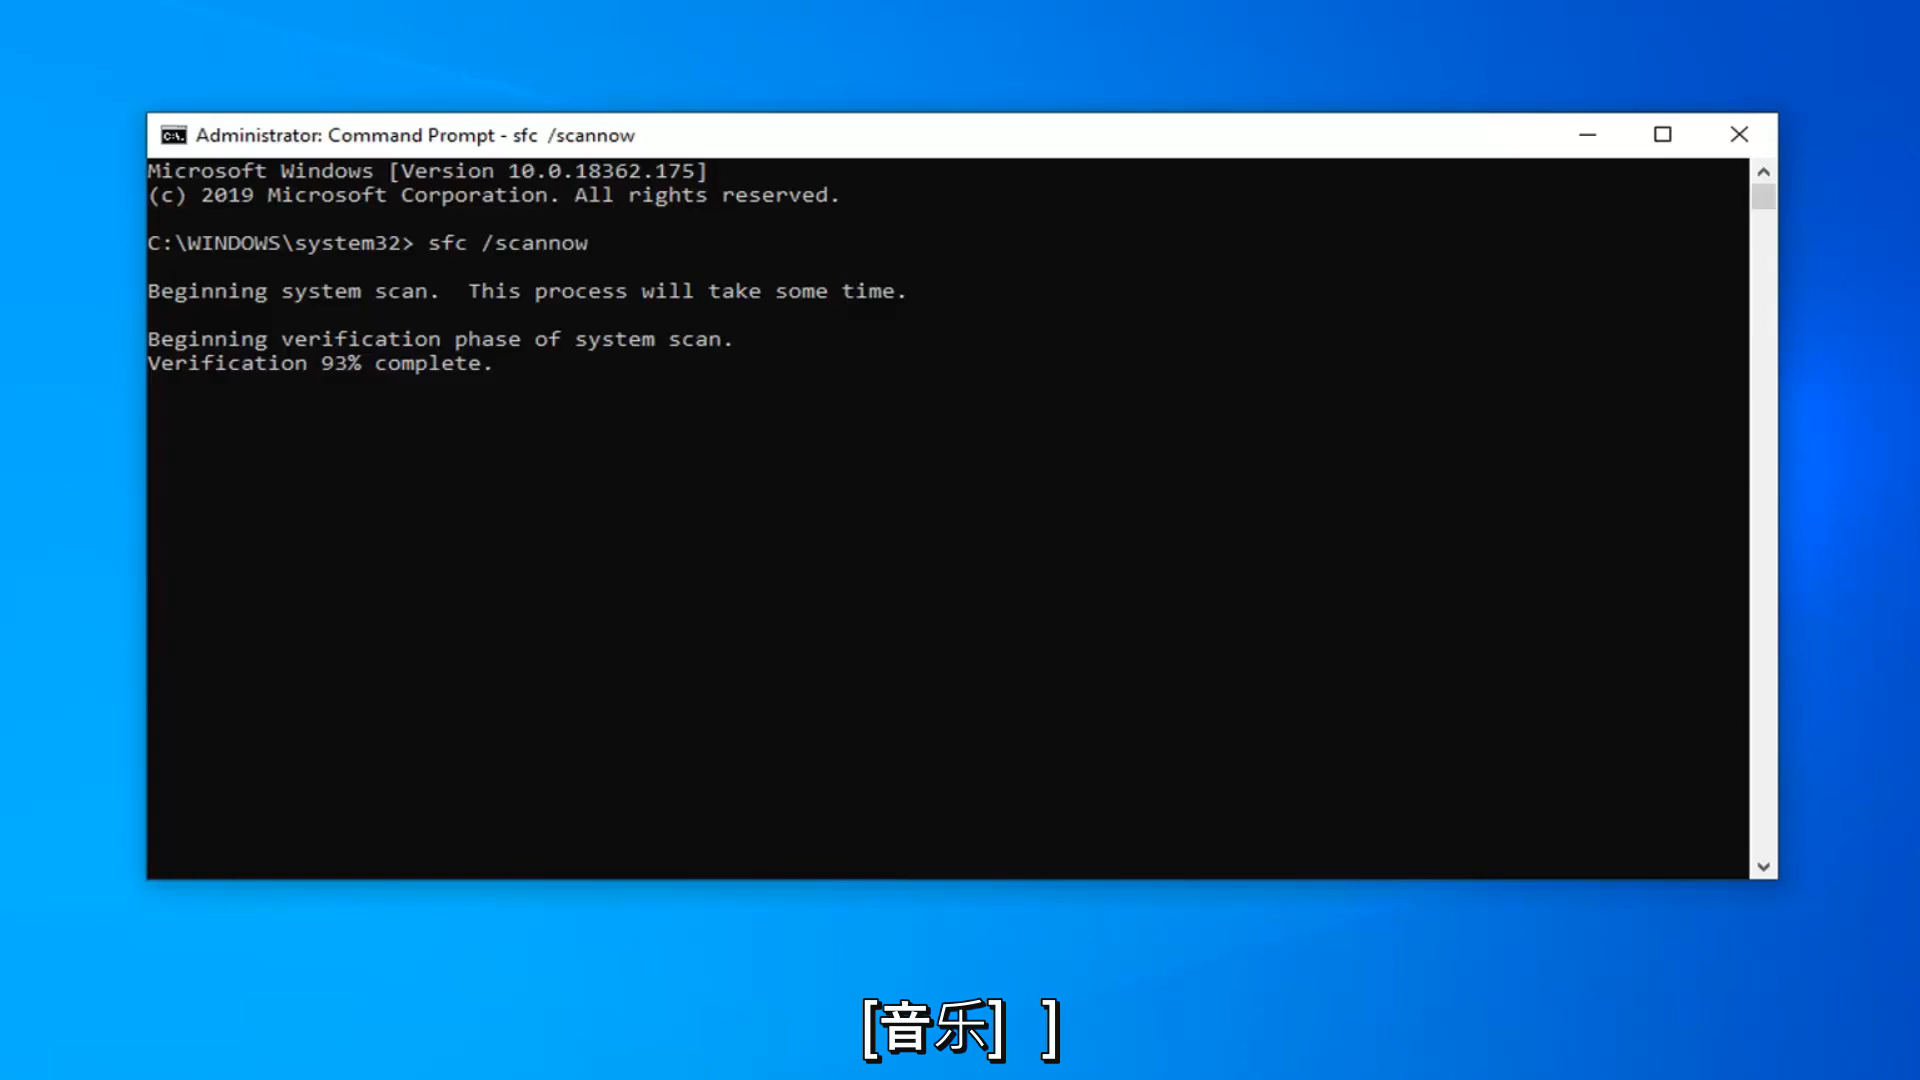 Administrator: Command Prompt - sfc  /scannow
Microsoft Windows [Version 10.0.18362.175]
(c) 2019 Microsoft Corporation. All rights reserved.
C:\WINDOWS\system32> sfc /scannow
Beginning system scan.  This process will take some time.
Beginning verification phase of system scan.
Verification 93% complete.
[音乐] ]